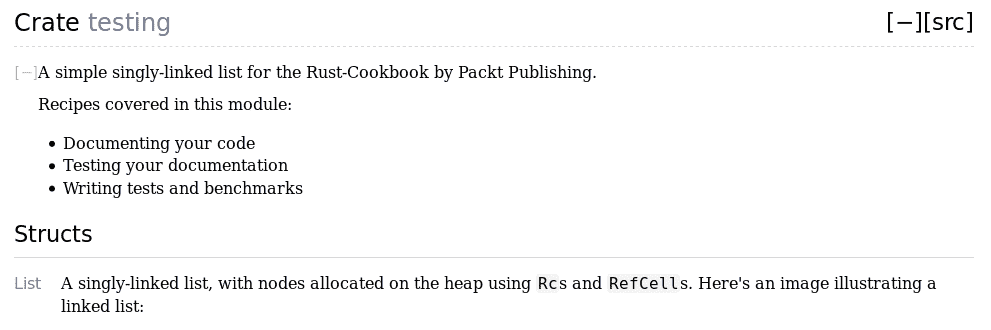 Crate testing [−][src]
[−]A simple singly-linked list for the Rust-Cookbook by Packt Publishing.
Recipes covered in this module:
• Documenting your code
• Testing your documentation
• Writing tests and benchmarks
Structs
List A singly-linked list, with nodes allocated on the heap using Rcs and RefCells. Here's an image illustrating a
linked list: